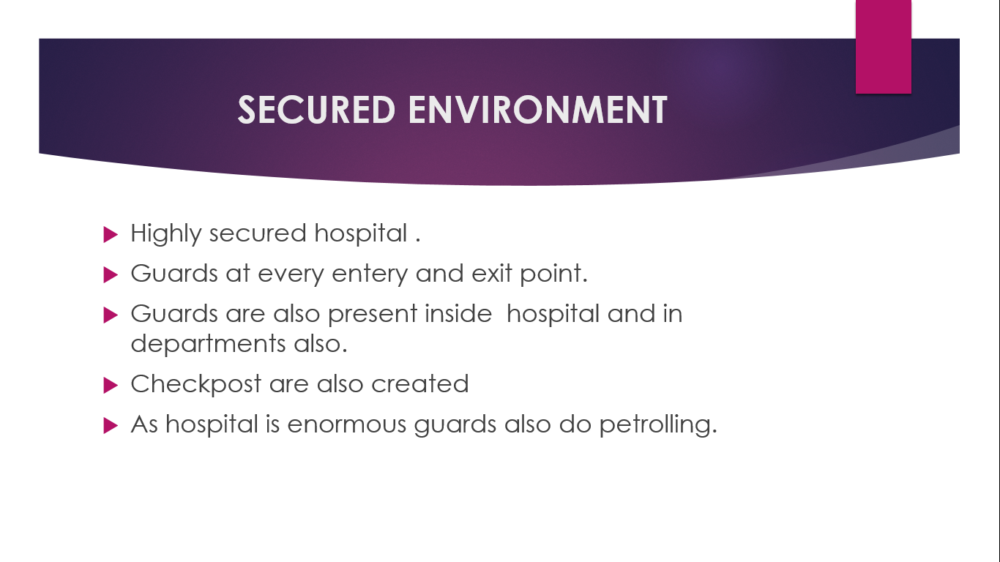 SECURED ENVIRONMENT
Highly secured hospital .
Guards at every entery and exit point.
Guards are also present inside  hospital and in
departments also.
Checkpost are also created
As hospital is enormous guards also do petrolling.